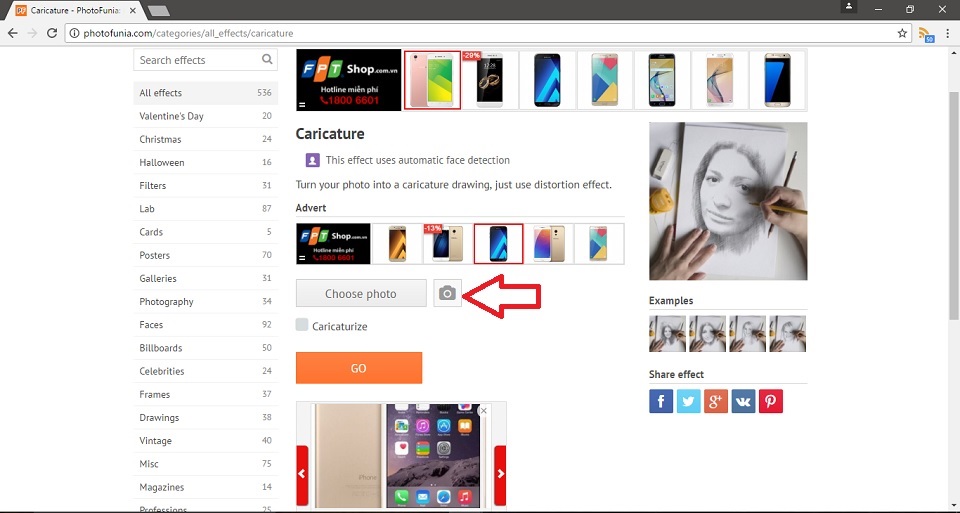 Caricature - PhotoFunia:
photofunia.com/categories/all_effects/caricature
50
Search effects
All effects 536
Valentine's Day 20
Christmas 24
Halloween 16
Filters 31
Lab 87
Cards 5
Posters 70
Galleries 31
Photography 34
Faces 92
Billboards 50
Celebrities 24
Frames 37
Drawings 38
Vintage 40
Misc 75
Magazines 14
Professions 25
FPT Shop.com.vn
Hotline miễn phí
1800 6601
-29%
Caricature
This effect uses automatic face detection
Turn your photo into a caricature drawing, just use distortion effect.
Advert
FPT Shop.com.vn
Hotline miễn phí
1800 6601
-13%
Choose photo
Caricaturize
GO
iPhone
Examples
Share effect